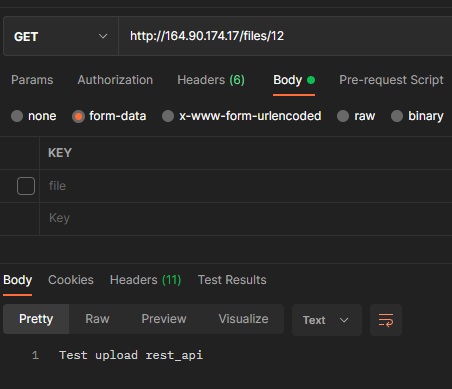 GET http://164.90.174.17/files/12
Params Authorization Headers (6) Body Pre-request Script
none form-data x-www-form-urlencoded raw binary
KEY
file
Key
Body Cookies Headers (11) Test Results
Pretty Raw Preview Visualize Text
1 Test upload rest_api